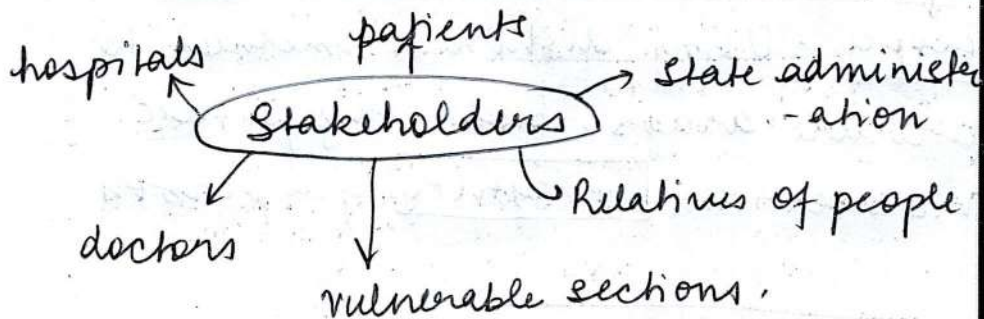 patients
hospitals
State administer
-ation
Stakeholders
Relatives of people
doctors
vulnerable sections.